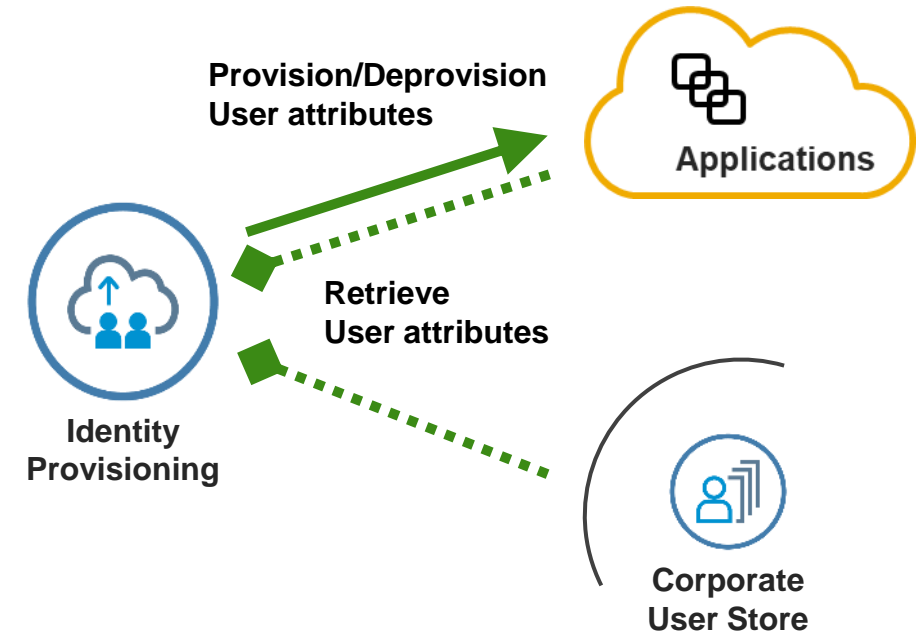 Provision/Deprovision
User attributes
Applications
Retrieve
User attributes
Identity
Provisioning
Corporate
User Store